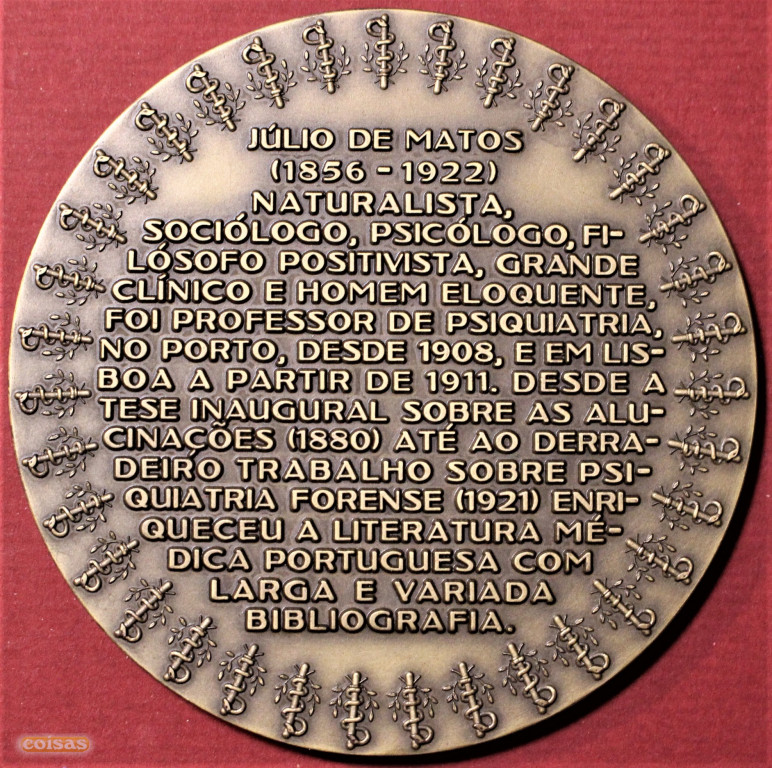 JÚLIO DE MATOS
(1856 - 1922)
NATURALISTA,
SOCIÓLOGO, PSICÓLOGO, FI-
LÓSOFO POSITIVISTA, GRANDE
CLÍNICO E HOMEM ELOQUENTE,
FOI PROFESSOR DE PSIQUIATRIA,
NO PORTO, DESDE 1908, E EM LIS-
BOA A PARTIR DE 1911. DESDE A
TESE INAUGURAL SOBRE AS ALU-
CINAÇÕES (1880) ATÉ AO DERRA-
DEIRO TRABALHO SOBRE PSI-
QUIATRIA FORENSE (1921) ENRI-
QUECEU A LITERATURA MÉ-
DICA PORTUGUESA COM
LARGA E VARIADA
BIBLIOGRAFIA.
coisas